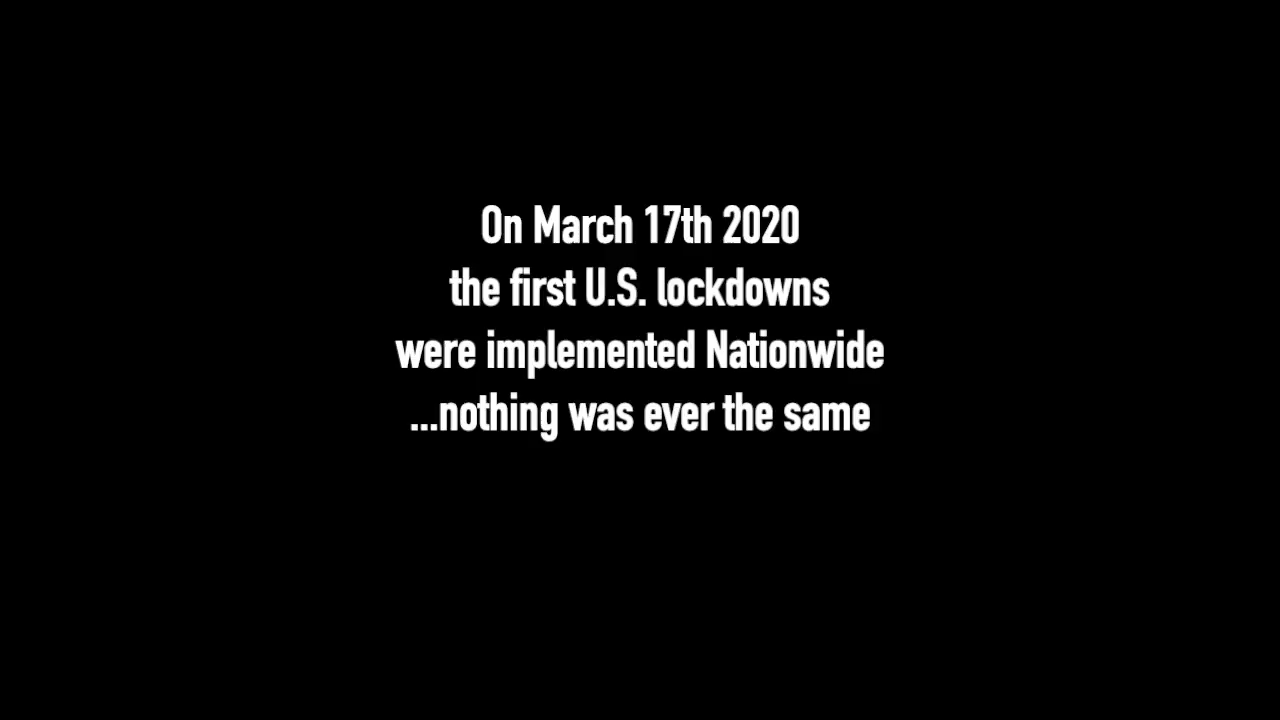 On March 17th 2020
the first U.S. lockdowns
were implemented Nationwide
...nothing was ever the same